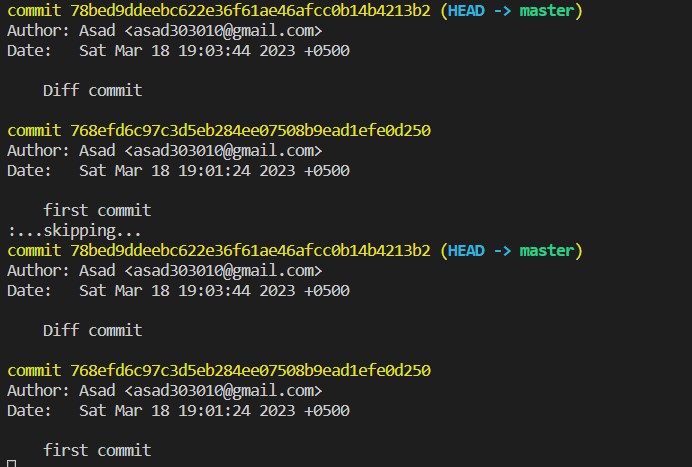 commit 78bed9ddeebc622e36f61ae46afcc0b14b4213b2 (HEAD -> master)
Author: Asad <asad303010@gmail.com>
Date:   Sat Mar 18 19:03:44 2023 +0500
Diff commit
commit 768efd6c97c3d5eb284ee07508b9ead1efe0d250
Author: Asad <asad303010@gmail.com>
Date:   Sat Mar 18 19:01:24 2023 +0500
first commit
:...skipping...
commit 78bed9ddeebc622e36f61ae46afcc0b14b4213b2 (HEAD -> master)
Author: Asad <asad303010@gmail.com>
Date:   Sat Mar 18 19:03:44 2023 +0500
Diff commit
commit 768efd6c97c3d5eb284ee07508b9ead1efe0d250
Author: Asad <asad303010@gmail.com>
Date:   Sat Mar 18 19:01:24 2023 +0500
first commit